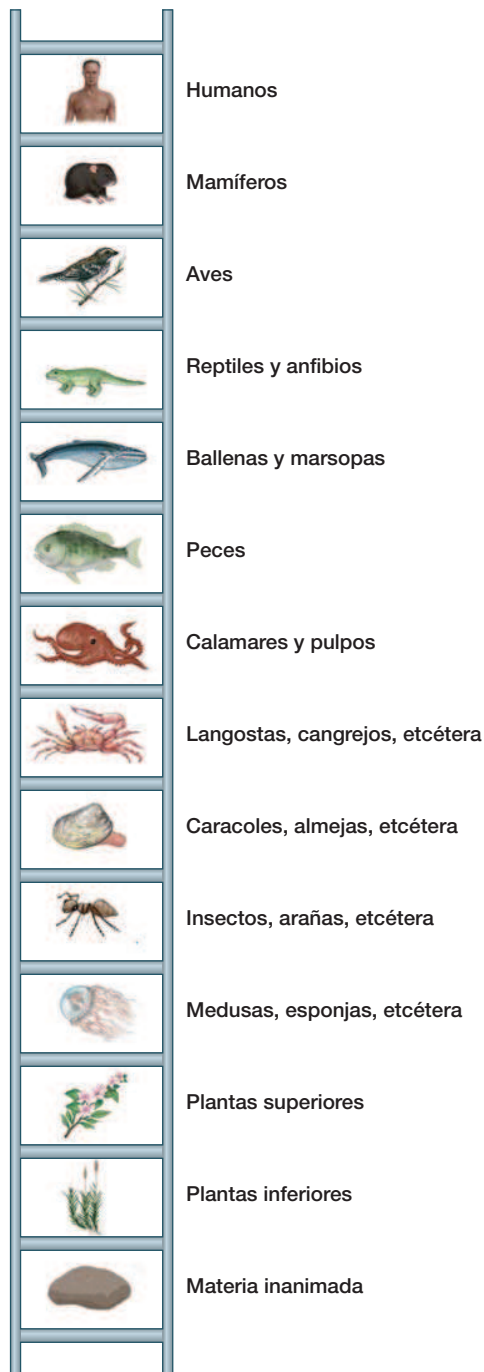 Humanos
Mamíferos
Aves
Reptiles y anfibios
Ballenas y marsopas
Peces
Calamares y pulpos
Langostas, cangrejos, etcétera
Caracoles, almejas, etcétera
Insectos, arañas, etcétera
Medusas, esponjas, etcétera
Plantas superiores
Plantas inferiores
Materia inanimada